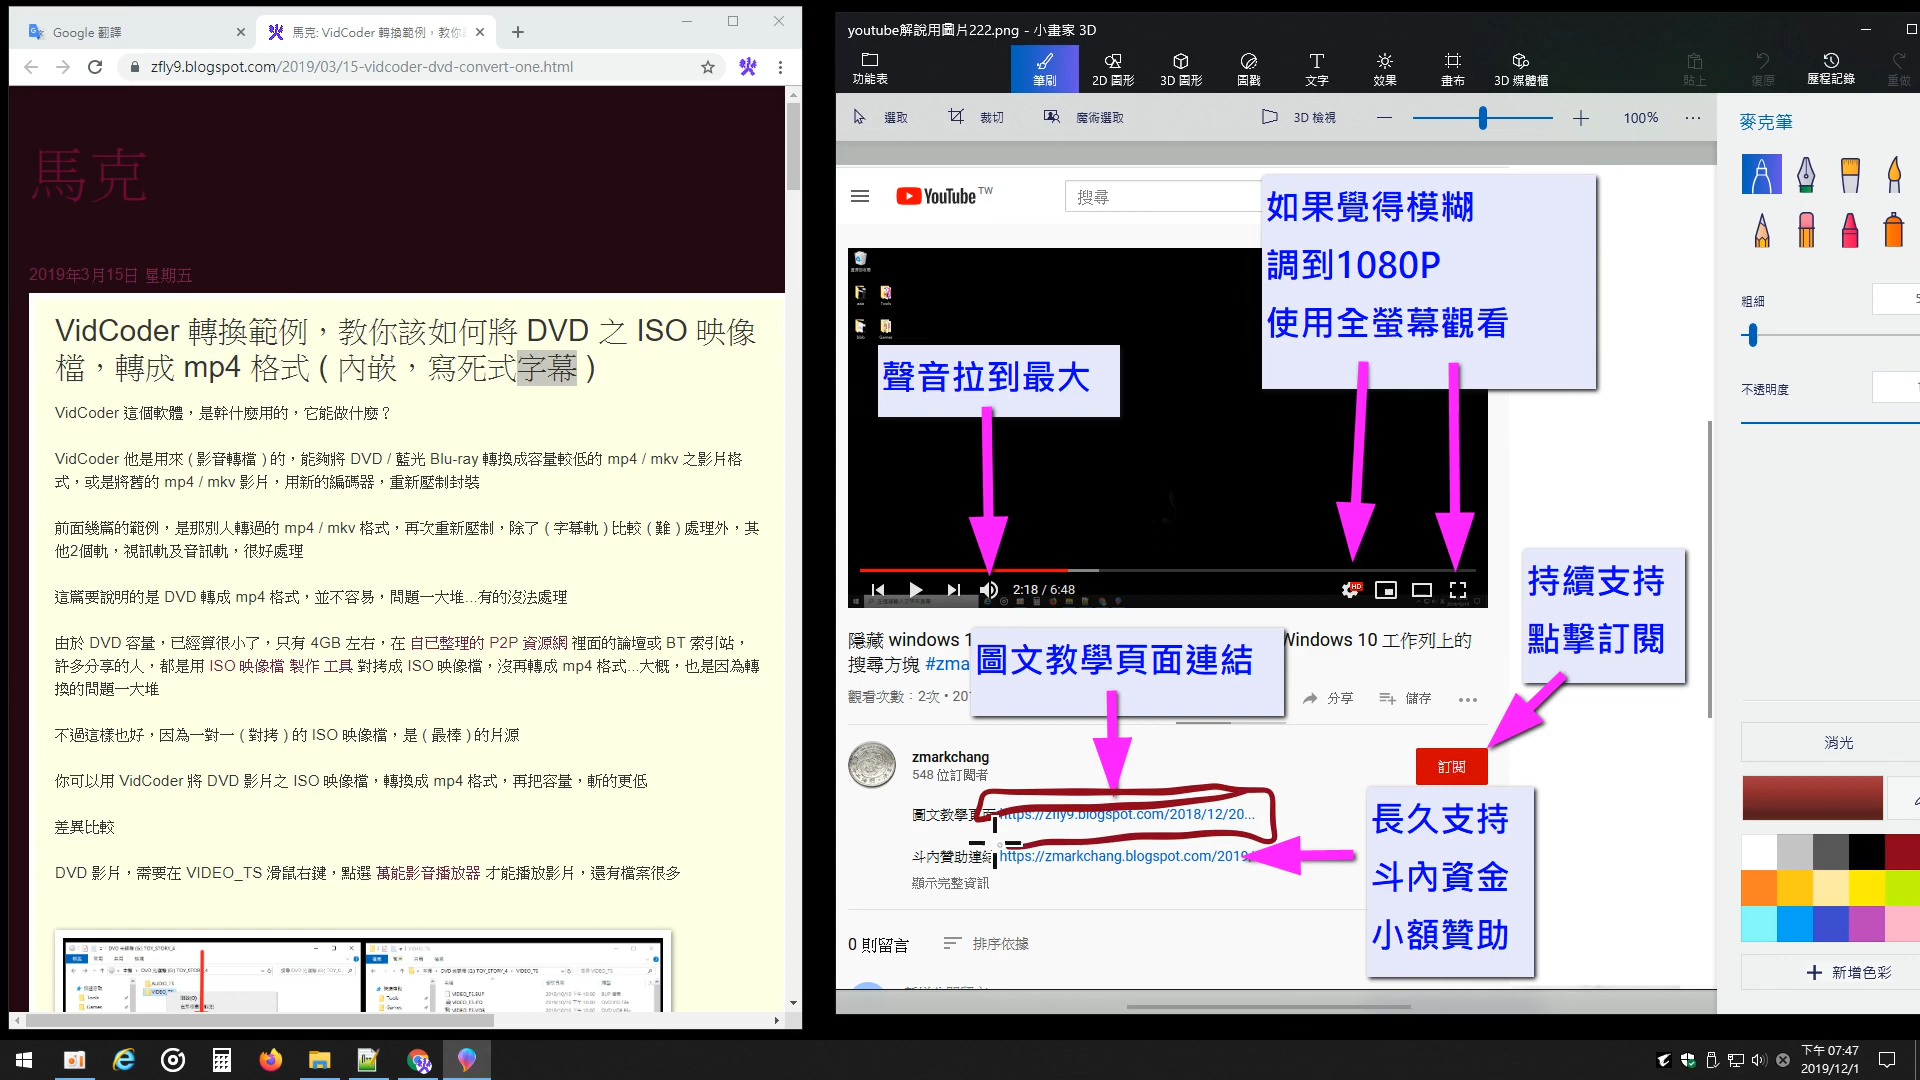 Google 翻譯
馬克: VidCoder 轉換範例，教你
zfly9.blogspot.com/2019/03/15-vidcoder-dvd-convert-one.html
馬克
2019年3月15日 星期五
VidCoder 轉換範例，教你該如何將 DVD 之 ISO 映像
檔，轉成 mp4 格式 ( 內嵌，寫死式字幕 )
VidCoder 這個軟體，是幹什麼用的，它能做什麼？
VidCoder 他是用來 ( 影音轉檔 ) 的，能夠將 DVD / 藍光 Blu-ray 轉換成容量較低的 mp4 / mkv 之影片格
式，或是將舊的 mp4 / mkv 影片，用新的編碼器，重新壓制封裝
前面幾篇的範例，是那別人轉過的 mp4 / mkv 格式，再次重新壓制，除了 ( 字幕軌 ) 比較 ( 難 ) 處理外，其
他2個軌，視訊軌及音訊軌，很好處理
這篇要說明的是 DVD 轉成 mp4 格式，並不容易，問題一大堆...有的沒法處理
由於 DVD 容量，已經算很小了，只有 4GB 左右，在 自已整理的 P2P 資源網 裡面的論壇或 BT 索引站，
許多分享的人，都是用 ISO 映像檔 製作 工具 對拷成 ISO 映像檔，沒再轉成 mp4 格式...大概，也是因為轉
換的問題一大堆
不過這樣也好，因為一對一 ( 對拷 ) 的 ISO 映像檔，是 ( 最棒 ) 的片源
你可以用 VidCoder 將 DVD 影片之 ISO 映像檔，轉換成 mp4 格式，再把容量，斬的更低
差異比較
DVD 影片，需要在 VIDEO_TS 滑鼠右鍵，點選 萬能影音播放器 才能播放影片，還有檔案很多
youtube解說用圖片222.png - 小畫家 3D
功能表
筆刷
2D 圖形
3D 圖形
圖戳
文字
效果
畫布
3D 媒體櫃
貼上
復原
歷程記錄
重做
選取
裁切
魔術選取
3D 檢視
100%
麥克筆
粗細
不透明度
消光
新增色彩
YouTube TW
搜尋
如果覺得模糊
調到1080P
使用全螢幕觀看
聲音拉到最大
2:18 / 6:48
HD
隱藏 windows 1
Windows 10 工作列上的
搜尋方塊 #zma
圖文教學頁面連結
觀看次數：2次 • 201
分享
儲存
持續支持
點擊訂閱
zmarkchang
548 位訂閱者
訂閱
圖文教學頁
https://zfly9.blogspot.com/2018/12/20...
斗內贊助連結
https://zmarkchang.blogspot.com/2019
顯示完整資訊
長久支持
斗內資金
小額贊助
0 則留言
排序依據
下午 07:47
2019/12/1